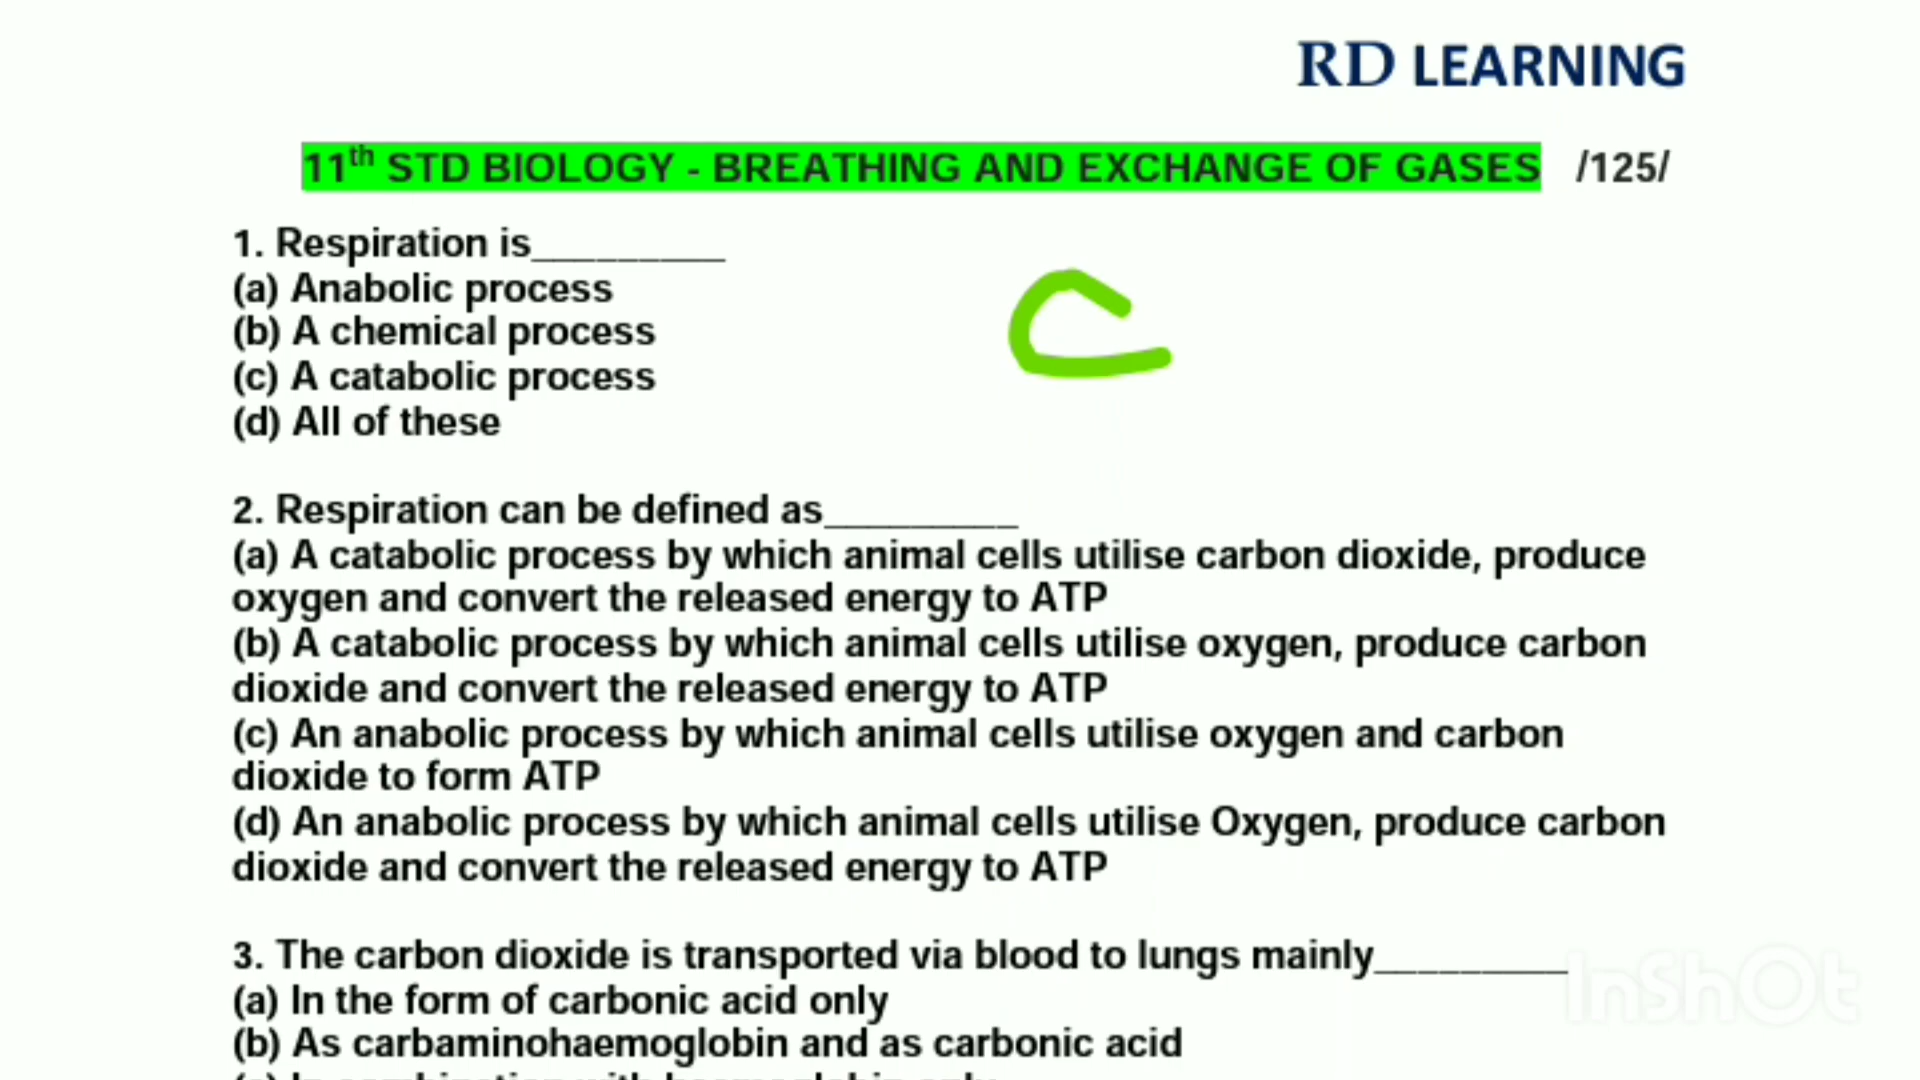 RD LEARNING
11th STD BIOLOGY - BREATHING AND EXCHANGE OF GASES /125/
1. Respiration is_________
(a) Anabolic process
(b) A chemical process
(c) A catabolic process
(d) All of these
C
2. Respiration can be defined as_________
(a) A catabolic process by which animal cells utilise carbon dioxide, produce
oxygen and convert the released energy to ATP
(b) A catabolic process by which animal cells utilise oxygen, produce carbon
dioxide and convert the released energy to ATP
(c) An anabolic process by which animal cells utilise oxygen and carbon
dioxide to form ATP
(d) An anabolic process by which animal cells utilise Oxygen, produce carbon
dioxide and convert the released energy to ATP
3. The carbon dioxide is transported via blood to lungs mainly_________
(a) In the form of carbonic acid only
(b) As carbaminohaemoglobin and as carbonic acid
InShOt